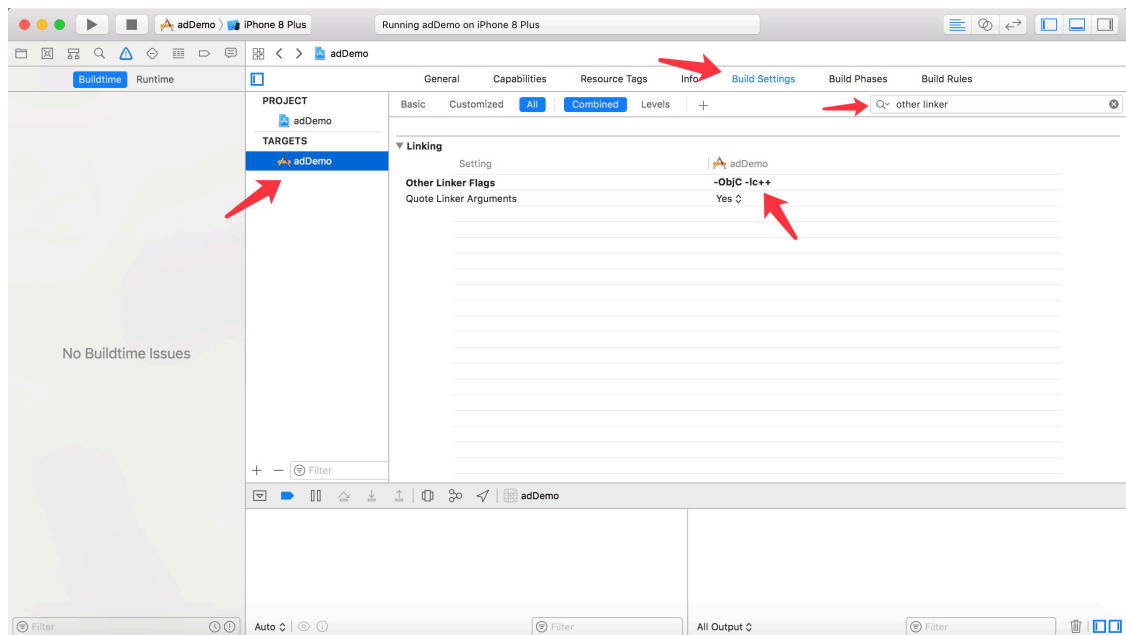 adDemo iPhone 8 Plus Running adDemo on iPhone 8 Plus
adDemo
Buildtime Runtime General Capabilities Resource Tags Info Build Settings Build Phases Build Rules
PROJECT
adDemo
TARGETS
adDemo
Basic Customized All Combined Levels + other linker
Linking
Setting adDemo
Other Linker Flags -ObjC -lc++
Quote Linker Arguments Yes
No Buildtime Issues
+ − Filter
adDemo
Filter Auto Filter All Output Filter